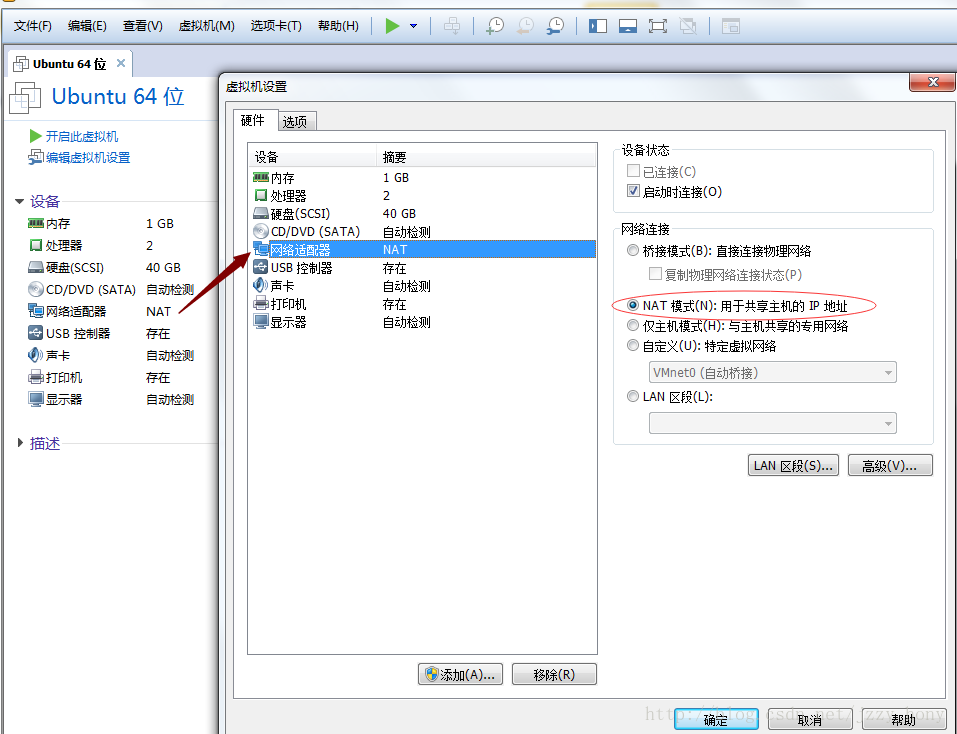 文件(F) 编辑(E) 查看(V) 虚拟机(M) 选项卡(T) 帮助(H)
Ubuntu 64 位
Ubuntu 64 位
开启此虚拟机
编辑虚拟机设置
设备
内存 1 GB
处理器 2
硬盘(SCSI) 40 GB
CD/DVD (SATA) 自动检测
网络适配器 NAT
USB 控制器 存在
声卡 自动检测
打印机 存在
显示器 自动检测
描述
虚拟机设置
硬件 选项
设备 摘要
内存 1 GB
处理器 2
硬盘(SCSI) 40 GB
CD/DVD (SATA) 自动检测
网络适配器 NAT
USB 控制器 存在
声卡 自动检测
打印机 存在
显示器 自动检测
添加(A)... 移除(R)
设备状态
已连接(C)
启动时连接(O)
网络连接
桥接模式(B): 直接连接物理网络
复制物理网络连接状态(P)
NAT 模式(N): 用于共享主机的 IP 地址
仅主机模式(H): 与主机共享的专用网络
自定义(U): 特定虚拟网络
VMnet0 (自动桥接)
LAN 区段(L):
LAN 区段(S)... 高级(V)...
确定 取消 帮助